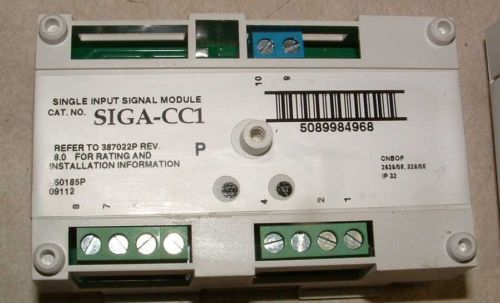 10 9
SINGLE INPUT SIGNAL MODULE
CAT. NO. SIGA-CC1
5089984968
REFER TO 387022P REV.
8.0 FOR RATING AND
INSTALLATION INFORMATION
P
09112
CNBOP
IP 32
8 7 4 2 1